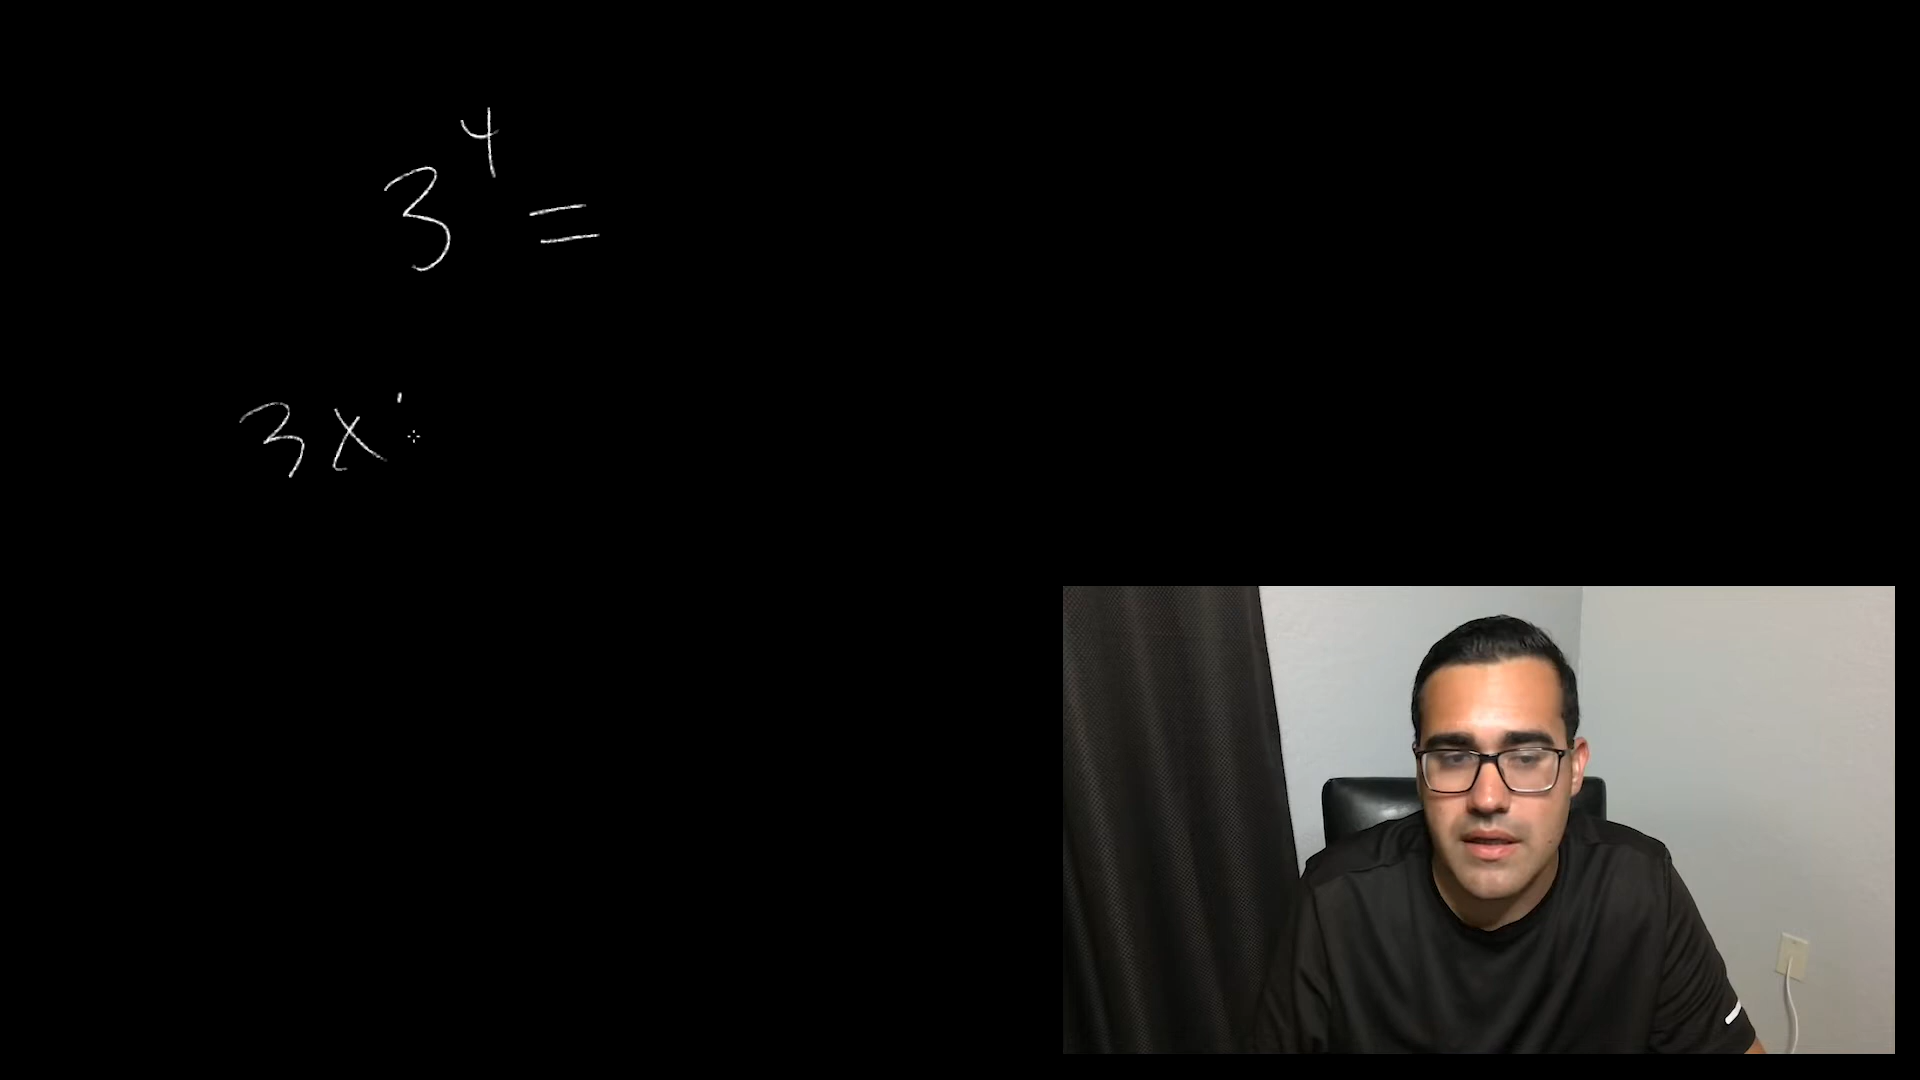 3⁴ =
3 x